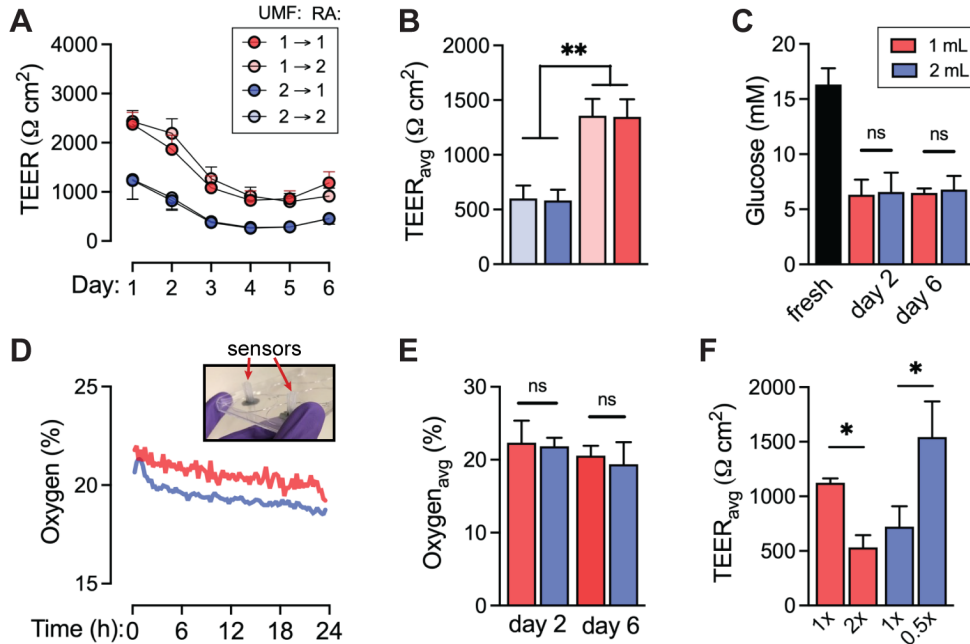 A
UMF: RA:
1 → 1
1 → 2
2 → 1
2 → 2
TEER (Ω cm²)
4000
3000
2000
1000
0
Day: 1 2 3 4 5 6
B
TEERavg (Ω cm²)
2000
1500
1000
500
0
**
C
1 mL
2 mL
Glucose (mM)
20
15
10
5
0
ns ns
fresh day 2 day 6
D
sensors
Oxygen (%)
25
20
15
Time (h): 0 6 12 18 24
E
Oxygenavg (%)
30
20
10
0
ns ns
day 2 day 6
F
TEERavg (Ω cm²)
2000
1500
1000
500
0
* *
1x 2x 1x 0.5x